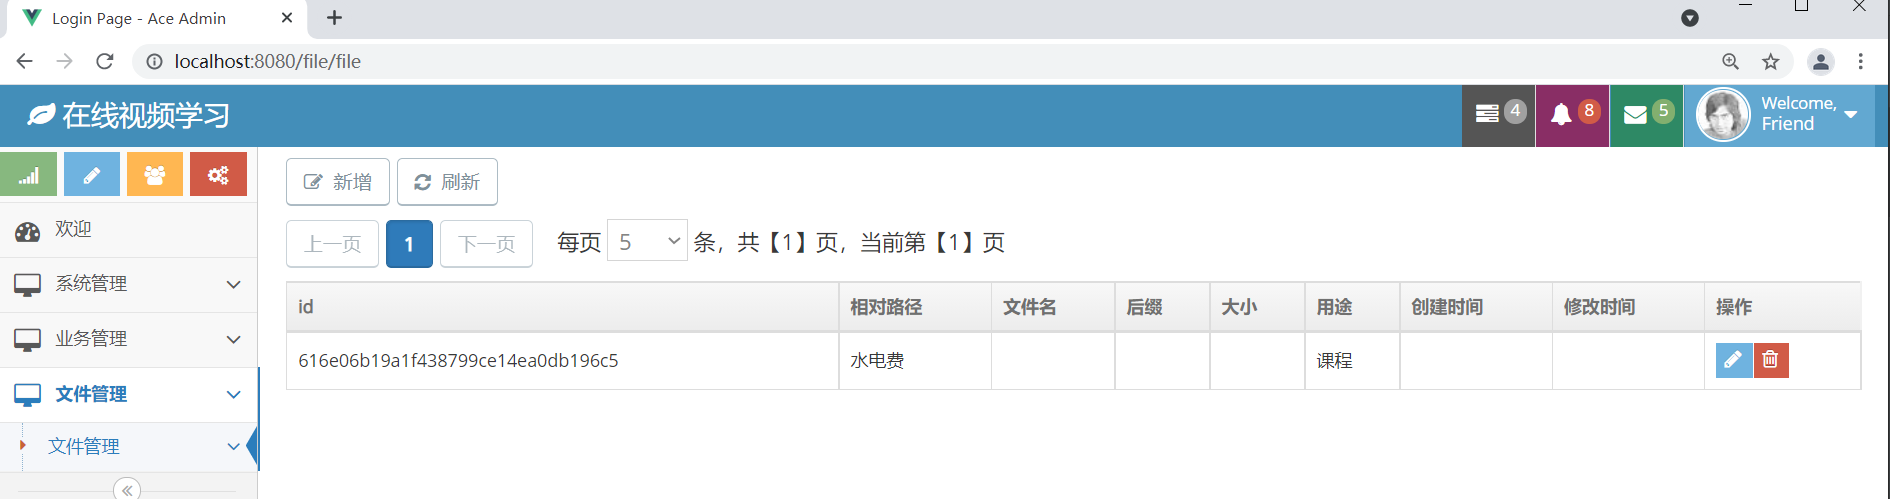 Login Page - Ace Admin
localhost:8080/file/file
在线视频学习
4
8
5
Welcome,
Friend
新增
刷新
欢迎
上一页
1
下一页
每页 5 条，共【1】页，当前第【1】页
系统管理
id
相对路径
文件名
后缀
大小
用途
创建时间
修改时间
操作
业务管理
616e06b19a1f438799ce14ea0db196c5
水电费
课程
文件管理
文件管理